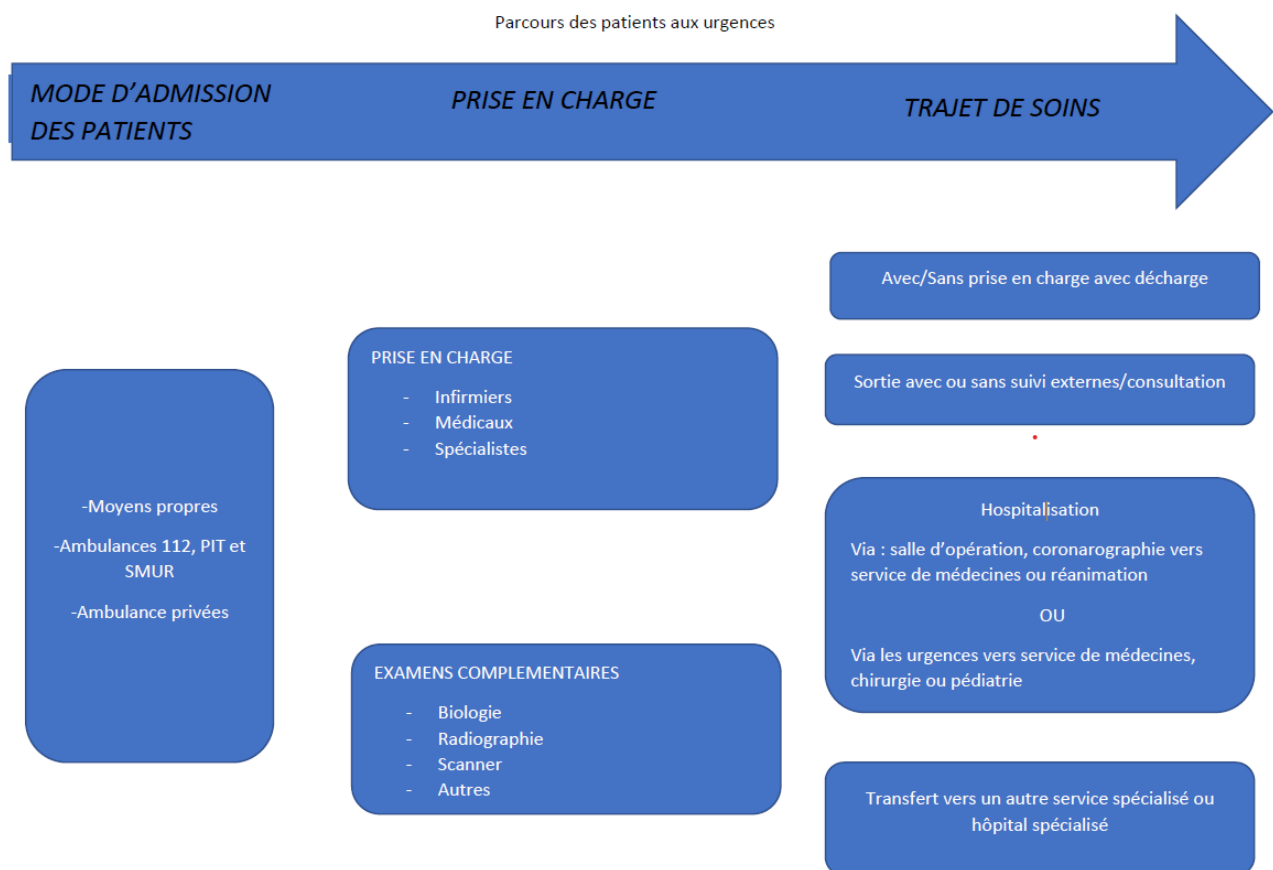 Parcours des patients aux urgences
MODE D'ADMISSION
DES PATIENTS
PRISE EN CHARGE
TRAJET DE SOINS
-Moyens propres
-Ambulances 112, PIT et
SMUR
-Ambulance privées
PRISE EN CHARGE
- Infirmiers
- Médicaux
- Spécialistes
EXAMENS COMPLEMENTAIRES
- Biologie
- Radiographie
- Scanner
- Autres
Avec/Sans prise en charge avec décharge
Sortie avec ou sans suivi externes/consultation
Hospitalisation
Via : salle d'opération, coronarographie vers
service de médecines ou réanimation
OU
Via les urgences vers service de médecines,
chirurgie ou pédiatrie
Transfert vers un autre service spécialisé ou
hôpital spécialisé